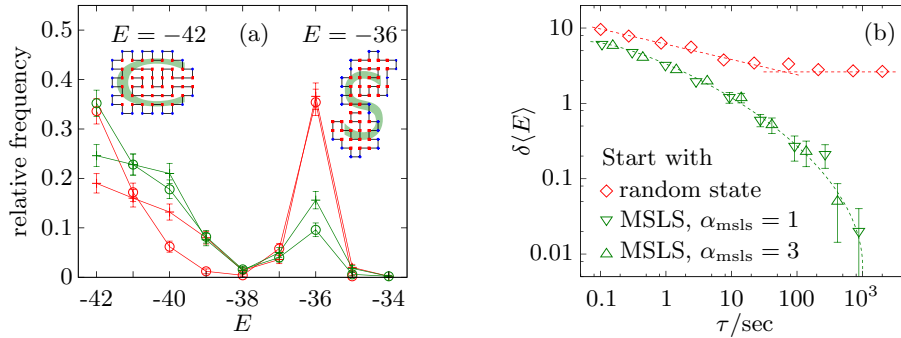 E = −42 (a) E = −36
relative frequency
0.5
0.4
0.3
0.2
0.1
0
-42 -40 -38 -36 -34
E
(b)
δ⟨E⟩
10
1
0.1
0.01
Start with
random state
MSLS, α_msls = 1
MSLS, α_msls = 3
0.1 1 10 100 10³
τ/sec